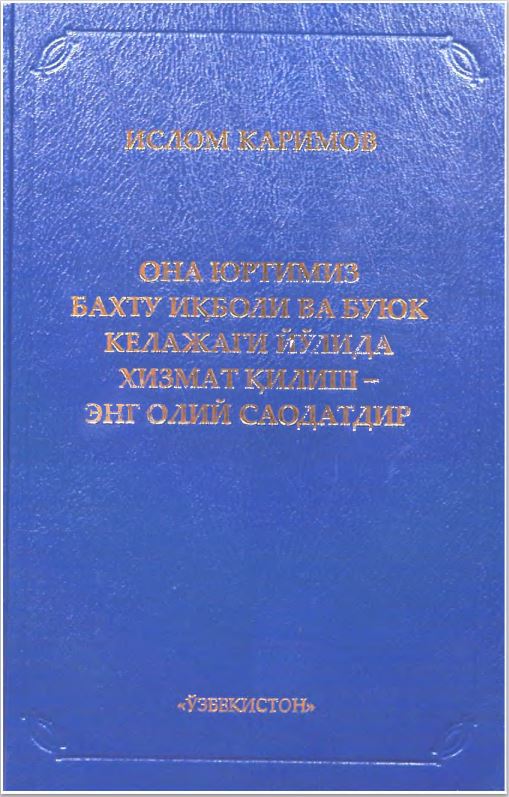 ИСЛОМ КАРИМОВ
ОНА ЮРТИМИЗ
БАХТУ ИҚБОЛИ ВА БУЮК
КЕЛАЖАГИ ЙЎЛИДА
ХИЗМАТ ҚИЛИШ –
ЭНГ ОЛИЙ САОДАТДИР
«ЎЗБЕКИСТОН»